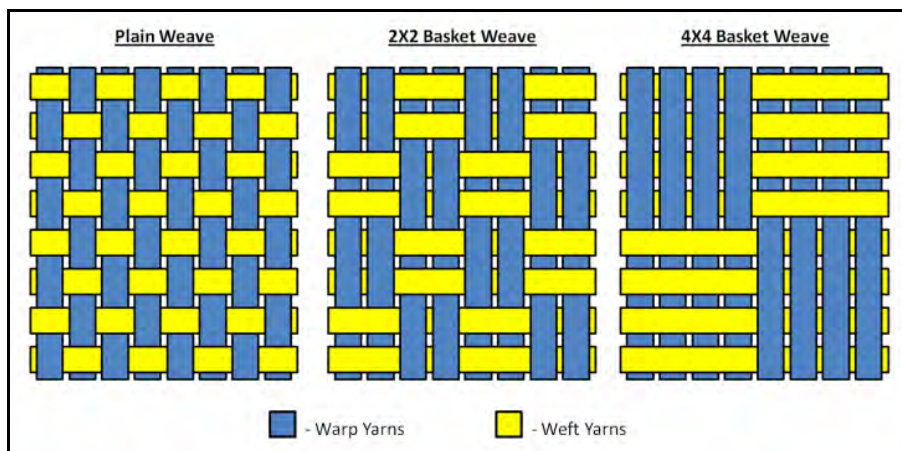 Plain Weave
2X2 Basket Weave
4X4 Basket Weave
- Warp Yarns
- Weft Yarns